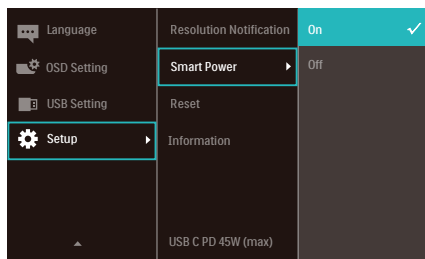 Language
OSD Setting
USB Setting
Setup
Resolution Notification
Smart Power
Reset
Information
USB C PD 45W (max)
On
Off